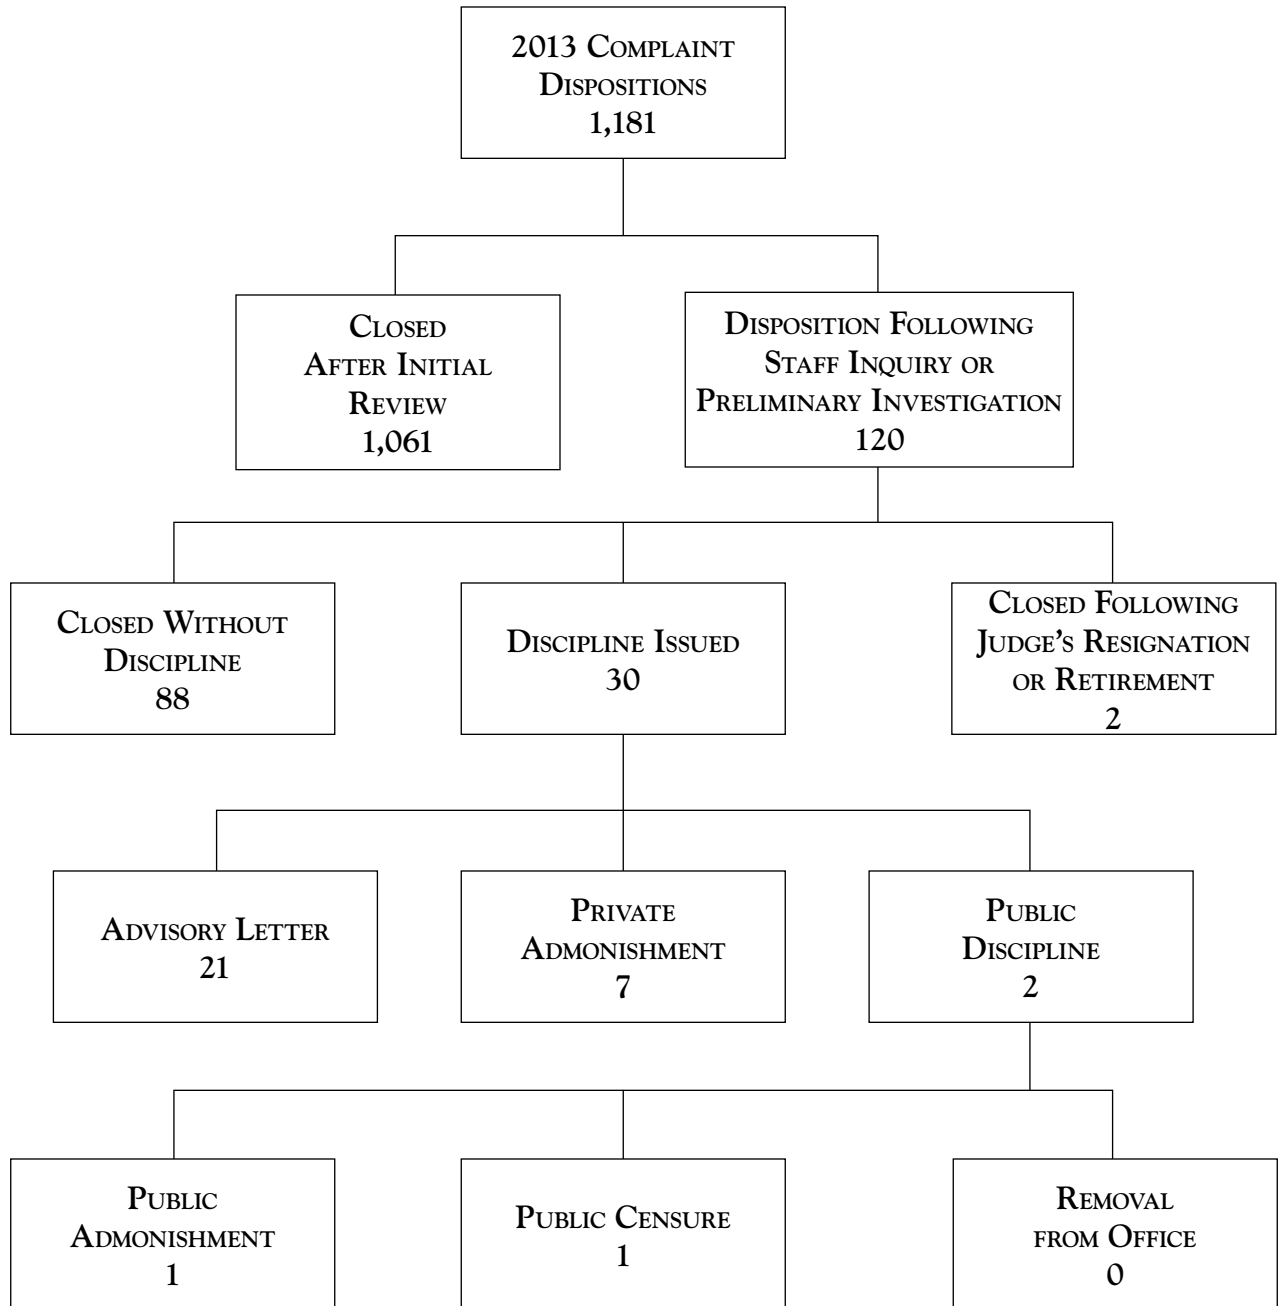 2013 Complaint
Dispositions
1,181
Closed
After Initial
Review
1,061
Disposition Following
Staff Inquiry or
Preliminary Investigation
120
Closed Without
Discipline
88
Discipline Issued
30
Closed Following
Judge's Resignation
or Retirement
2
Advisory Letter
21
Private
Admonishment
7
Public
Discipline
2
Public
Admonishment
1
Public Censure
1
Removal
from Office
0